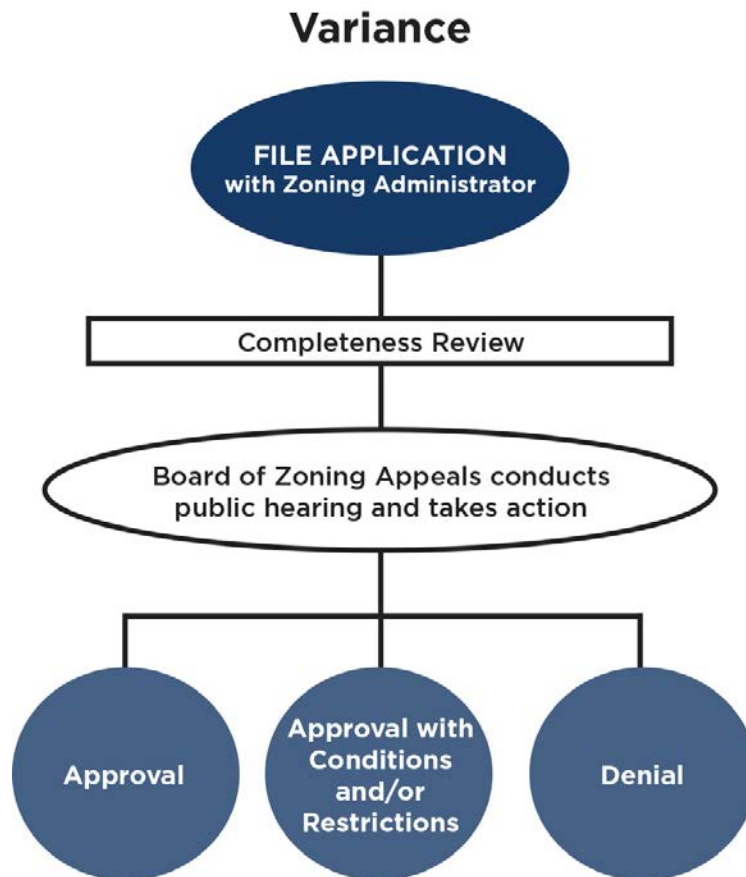 Variance
FILE APPLICATION
with Zoning Administrator
Completeness Review
Board of Zoning Appeals conducts
public hearing and takes action
Approval
Approval with
Conditions
and/or
Restrictions
Denial